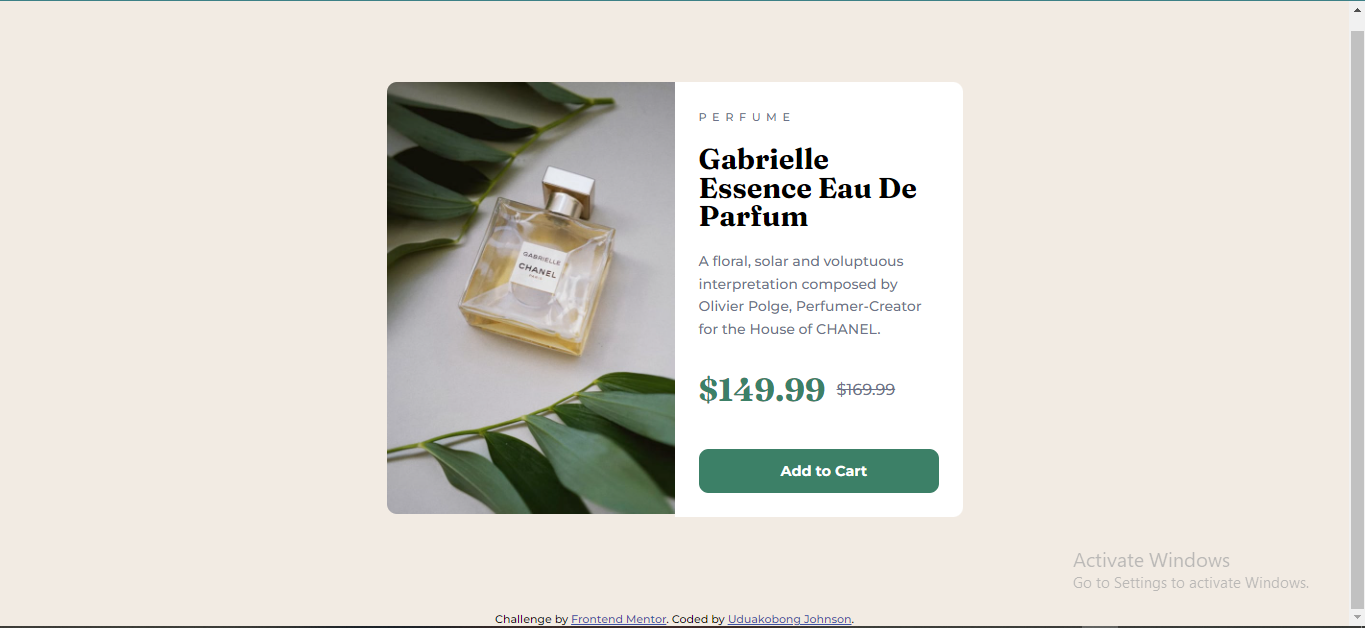 GABRIELLE
CHANEL
PARIS
PERFUME
Gabrielle
Essence Eau De
Parfum
A floral, solar and voluptuous
interpretation composed by
Olivier Polge, Perfumer-Creator
for the House of CHANEL.
$149.99 $169.99
Add to Cart
Activate Windows
Go to Settings to activate Windows.
Challenge by Frontend Mentor. Coded by Uduakobong Johnson.